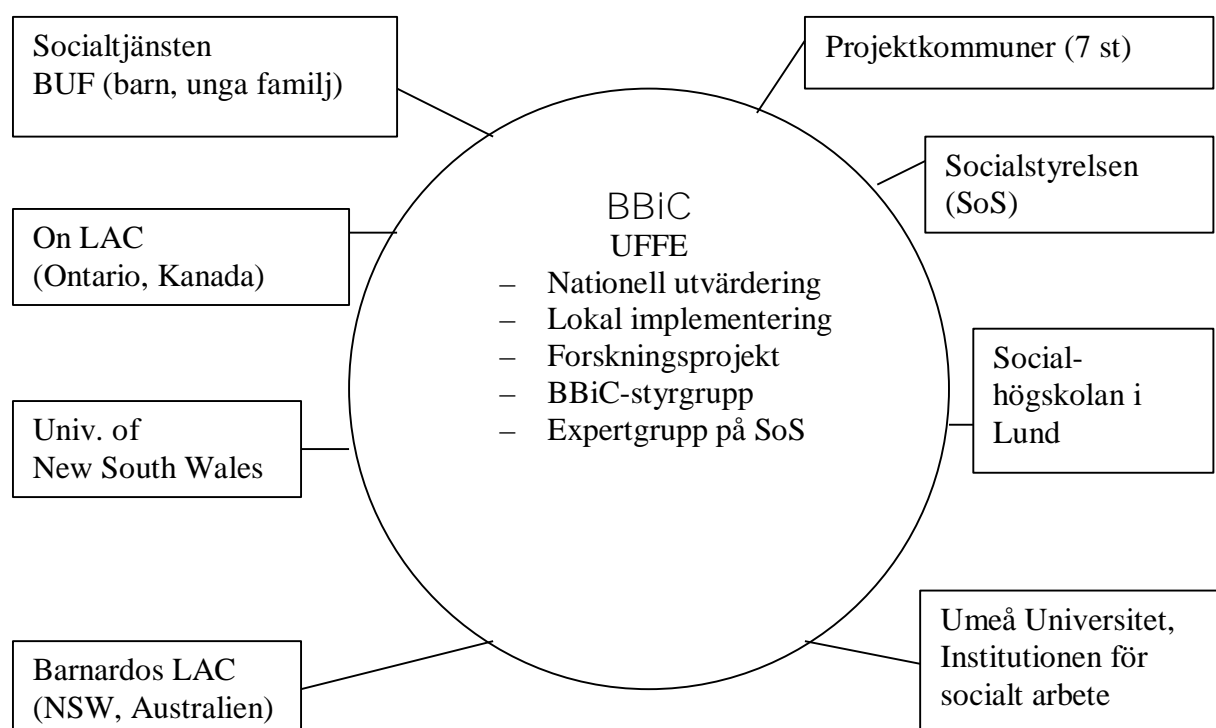 Socialtjänsten
BUF (barn, unga familj)
Projektkommuner (7 st)
Socialstyrelsen
(SoS)
On LAC
(Ontario, Kanada)
BBiC
UFFE
– Nationell utvärdering
– Lokal implementering
– Forskningsprojekt
– BBiC-styrgrupp
– Expertgrupp på SoS
Social-
högskolan i
Lund
Univ. of
New South Wales
Barnardos LAC
(NSW, Australien)
Umeå Universitet,
Institutionen för
socialt arbete